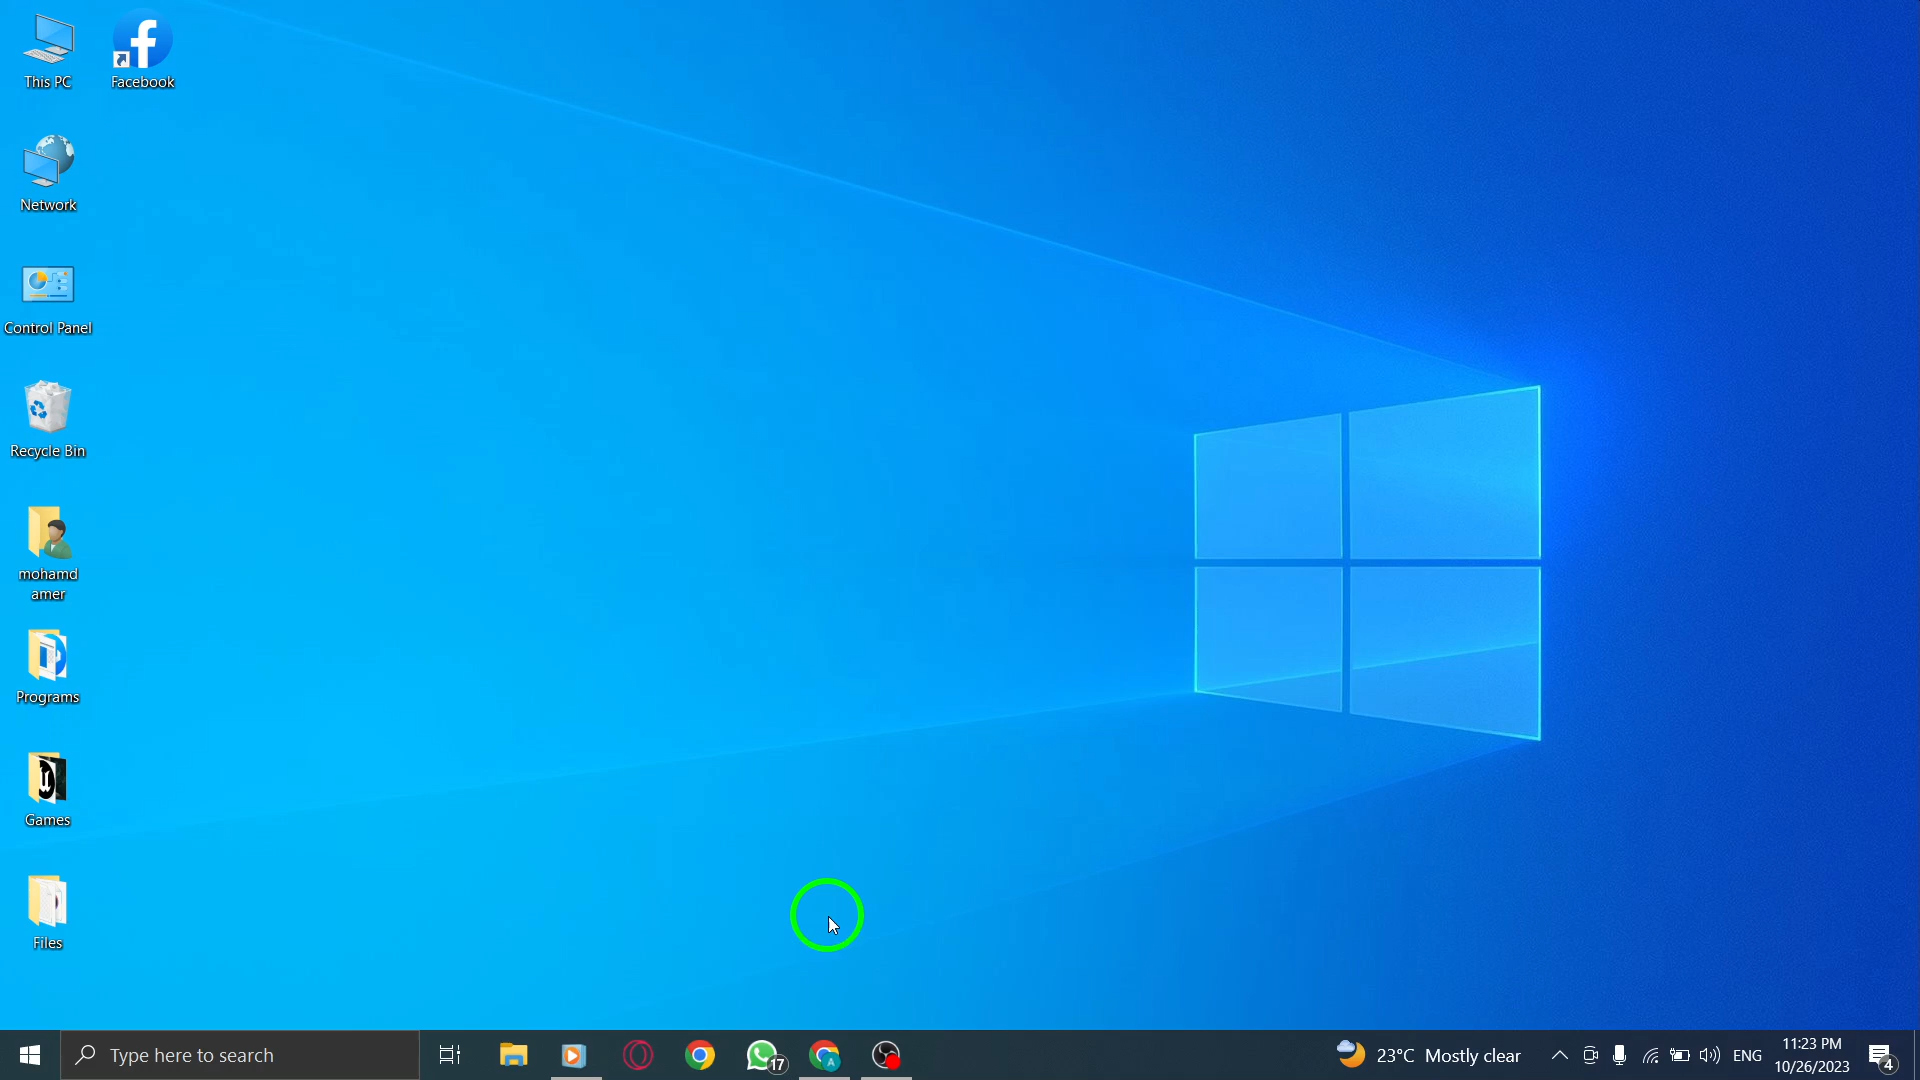 This PC
Facebook
Network
Control Panel
Recycle Bin
mohamd
amer
Programs
Games
Files
Type here to search
17
A
23°C Mostly clear
ENG
11:23 PM
10/26/2023
4